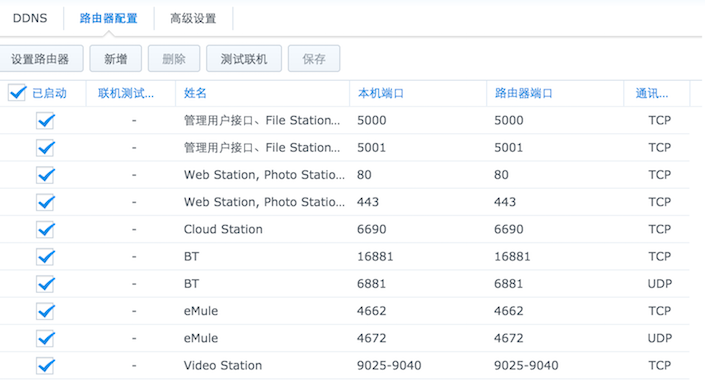 DDNS 路由器配置 高级设置
设置路由器 新增 删除 测试联机 保存
已启动 联机测试... 姓名 本机端口 路由器端口 通讯...
- 管理用户接口、File Station... 5000 5000 TCP
- 管理用户接口、File Station... 5001 5001 TCP
- Web Station, Photo Statio... 80 80 TCP
- Web Station, Photo Statio... 443 443 TCP
- Cloud Station 6690 6690 TCP
- BT 16881 16881 TCP
- BT 6881 6881 UDP
- eMule 4662 4662 TCP
- eMule 4672 4672 UDP
- Video Station 9025-9040 9025-9040 TCP